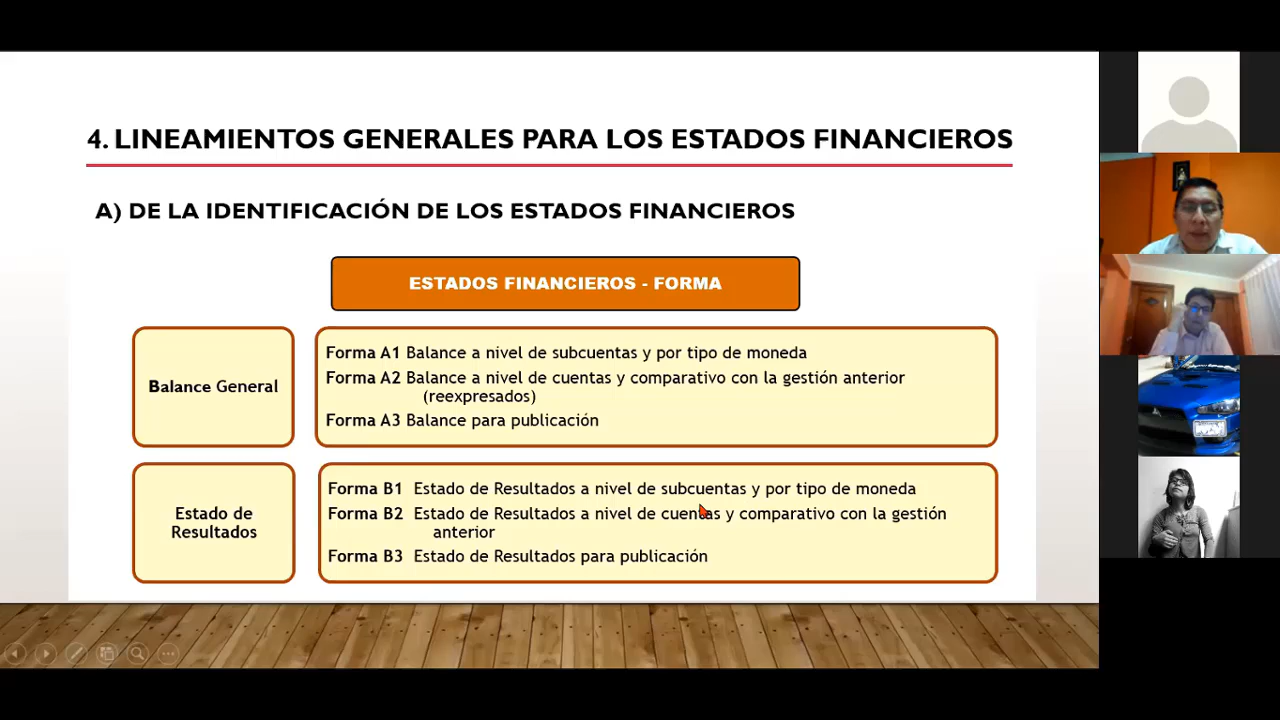 4. LINEAMIENTOS GENERALES PARA LOS ESTADOS FINANCIEROS
A) DE LA IDENTIFICACIÓN DE LOS ESTADOS FINANCIEROS
ESTADOS FINANCIEROS - FORMA
Balance General
Forma A1 Balance a nivel de subcuentas y por tipo de moneda
Forma A2 Balance a nivel de cuentas y comparativo con la gestión anterior
(reexpresados)
Forma A3 Balance para publicación
Estado de
Resultados
Forma B1 Estado de Resultados a nivel de subcuentas y por tipo de moneda
Forma B2 Estado de Resultados a nivel de cuentas y comparativo con la gestión
anterior
Forma B3 Estado de Resultados para publicación